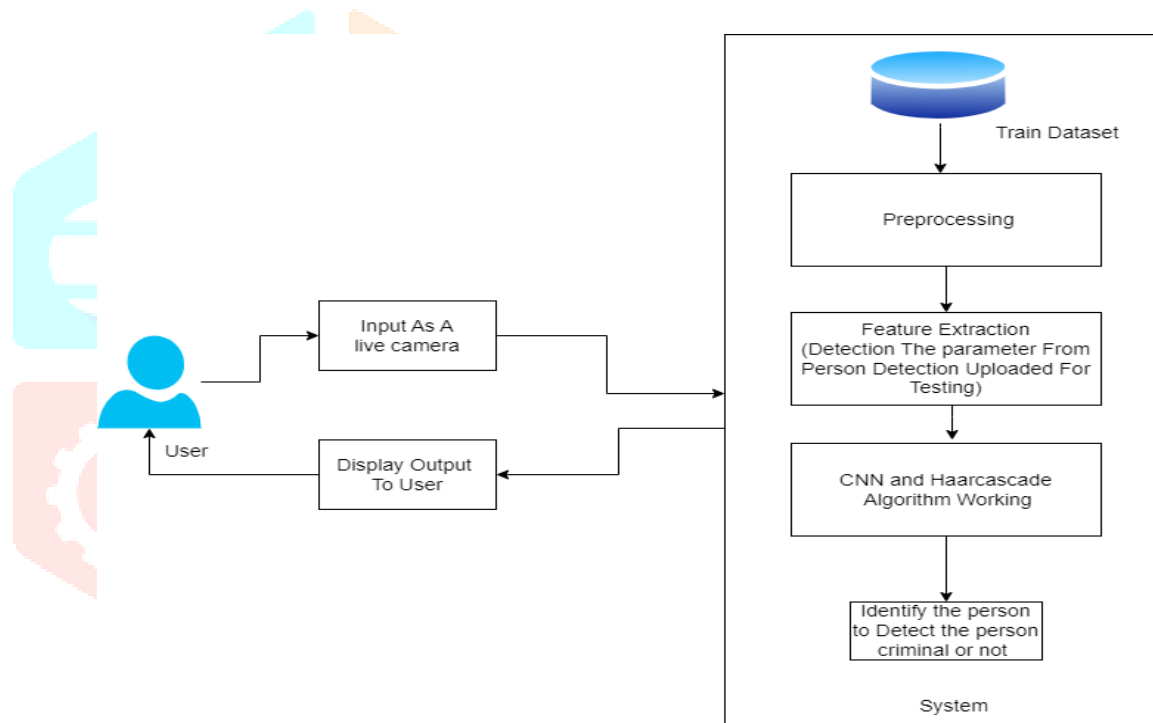 Train Dataset
Preprocessing
Input As A
live camera
Feature Extraction
(Detection The parameter From
Person Detection Uploaded For
Testing)
User
Display Output
To User
CNN and Haarcascade
Algorithm Working
Identify the person
to Detect the person
criminal or not
System